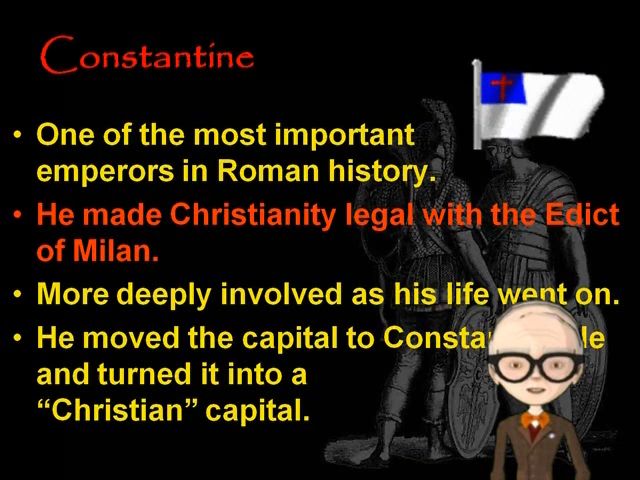 Constantine
• One of the most important
emperors in Roman history.
• He made Christianity legal with the Edict
of Milan.
• More deeply involved as his life went on.
• He moved the capital to
and turned it into a
“Christian” capital.